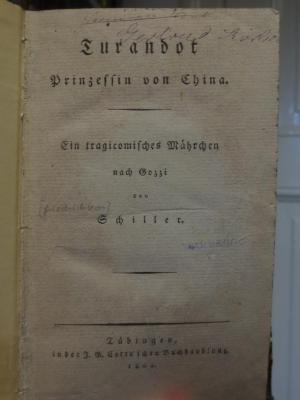 Turandot
Prinzessin von China.
Ein tragicomisches Mährchen
nach Gozzi
von
Schiller.
Tübingen,
in der J. G. Cotta'schen Buchhandlung.